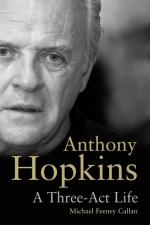 Anthony
Hopkins
A Three-Act Life
Michael Feeney Callan